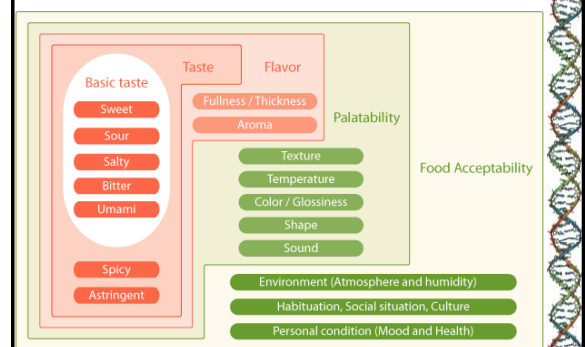 Basic taste
Sweet
Sour
Salty
Bitter
Umami
Spicy
Astringent
Taste
Flavor
Fullness / Thickness
Aroma
Palatability
Texture
Temperature
Color / Glossiness
Shape
Sound
Food Acceptability
Environment (Atmosphere and humidity)
Habituation, Social situation, Culture
Personal condition (Mood and Health)